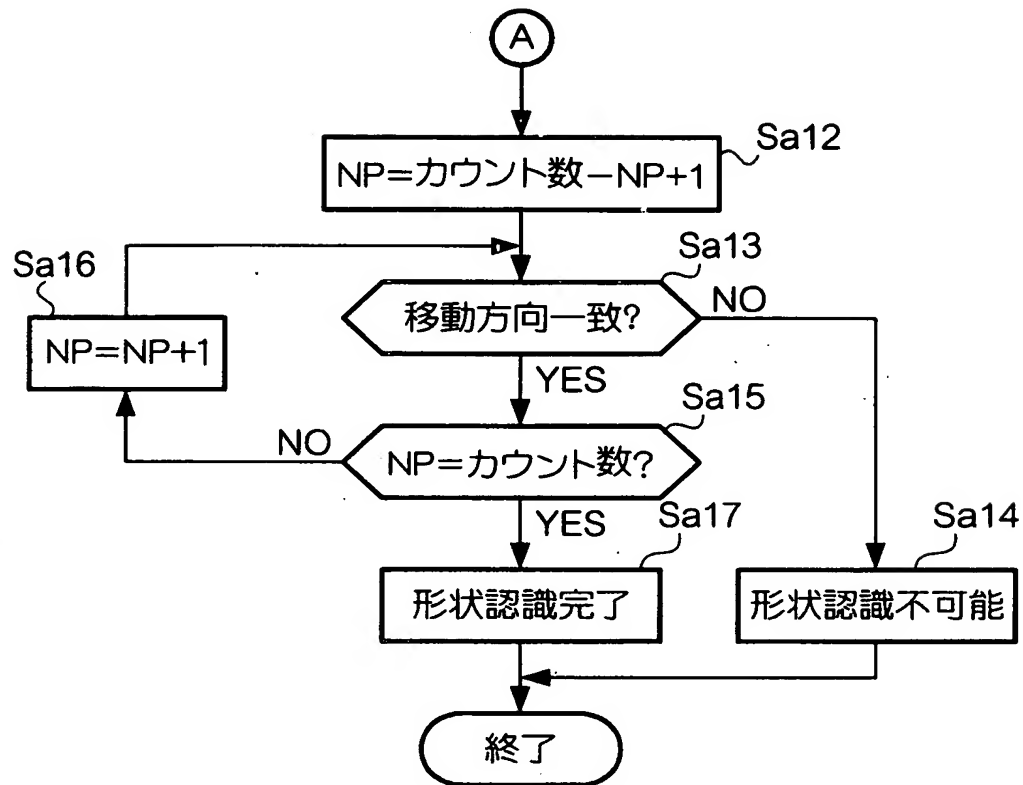 A
Sa12
NP=カウント数-NP+1
Sa13
Sa16
移動方向一致?
NO
NP=NP+1
YES
Sa15
NO
NP=カウント数?
YES
Sa17
Sa14
形状認識完了
形状認識不可能
終了